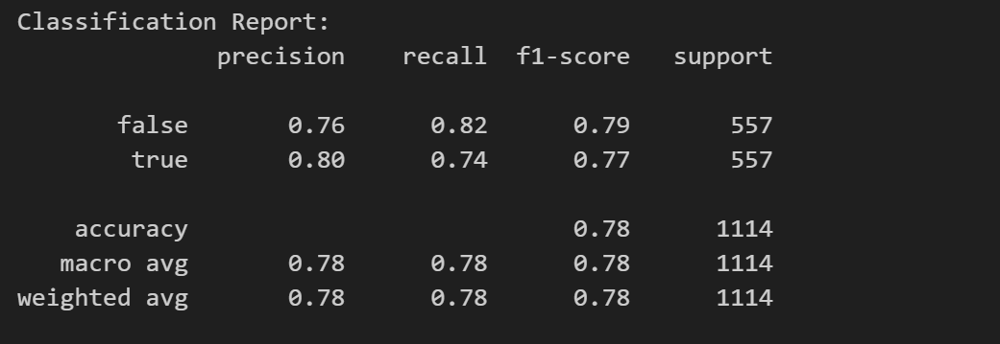 Classification Report:
precision recall f1-score support
false 0.76 0.82 0.79 557
true 0.80 0.74 0.77 557
accuracy 0.78 1114
macro avg 0.78 0.78 0.78 1114
weighted avg 0.78 0.78 0.78 1114